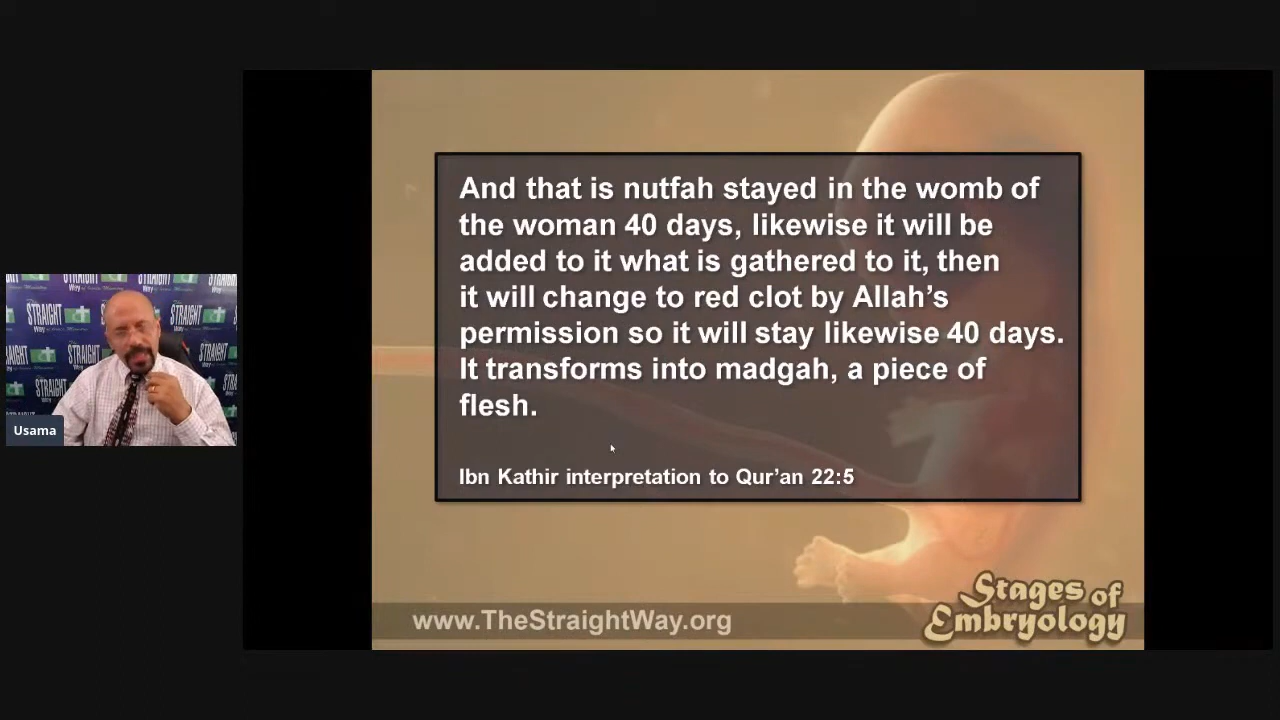 And that is nutfah stayed in the womb of
the woman 40 days, likewise it will be
added to it what is gathered to it, then
it will change to red clot by Allah's
permission so it will stay likewise 40 days.
It transforms into madgah, a piece of
flesh.
Ibn Kathir interpretation to Qur'an 22:5
www.TheStraightWay.org
Stages of
Embryology
STRAIGHT
Way
Usama